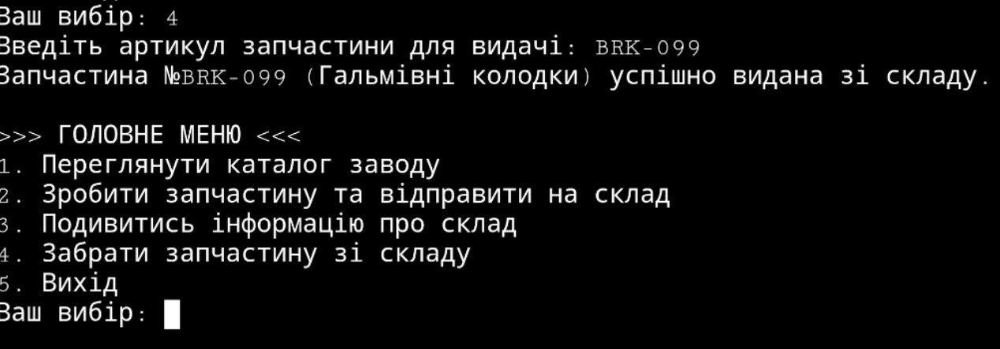 Ваш вибір: 4
Введіть артикул запчастини для видачі: BRK-099
Запчастина №BRK-099 (Гальмівні колодки) успішно видана зі складу.
>>> ГОЛОВНЕ МЕНЮ <<<
1. Переглянути каталог заводу
2. Зробити запчастину та відправити на склад
3. Подивитись інформацію про склад
4. Забрати запчастину зі складу
5. Вихід
Ваш вибір: